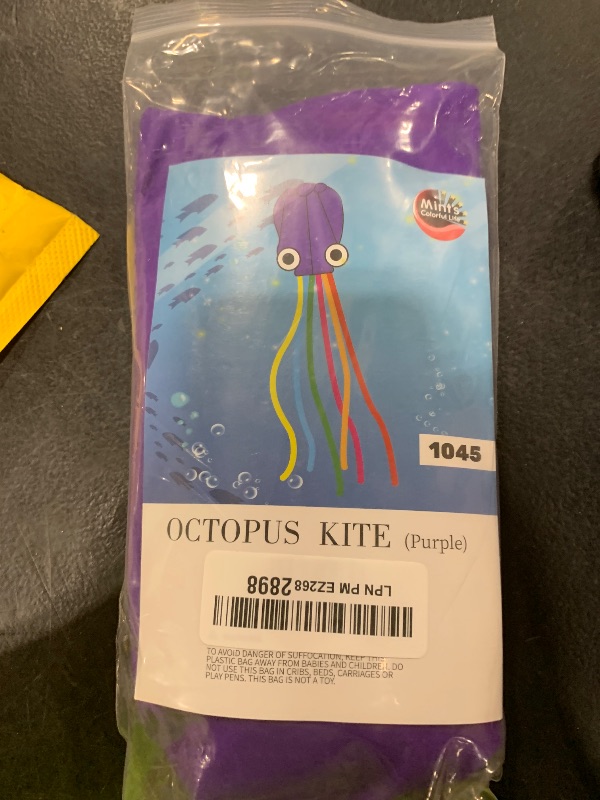 Mint's
Colorful Life
1045
OCTOPUS KITE (Purple)
LPN PM EZ2682898
TO AVOID DANGER OF SUFFOCATION, KEEP THIS
PLASTIC BAG AWAY FROM BABIES AND CHILDREN. DO
NOT USE THIS BAG IN CRIBS, BEDS, CARRIAGES OR
PLAY PENS. THIS BAG IS NOT A TOY.